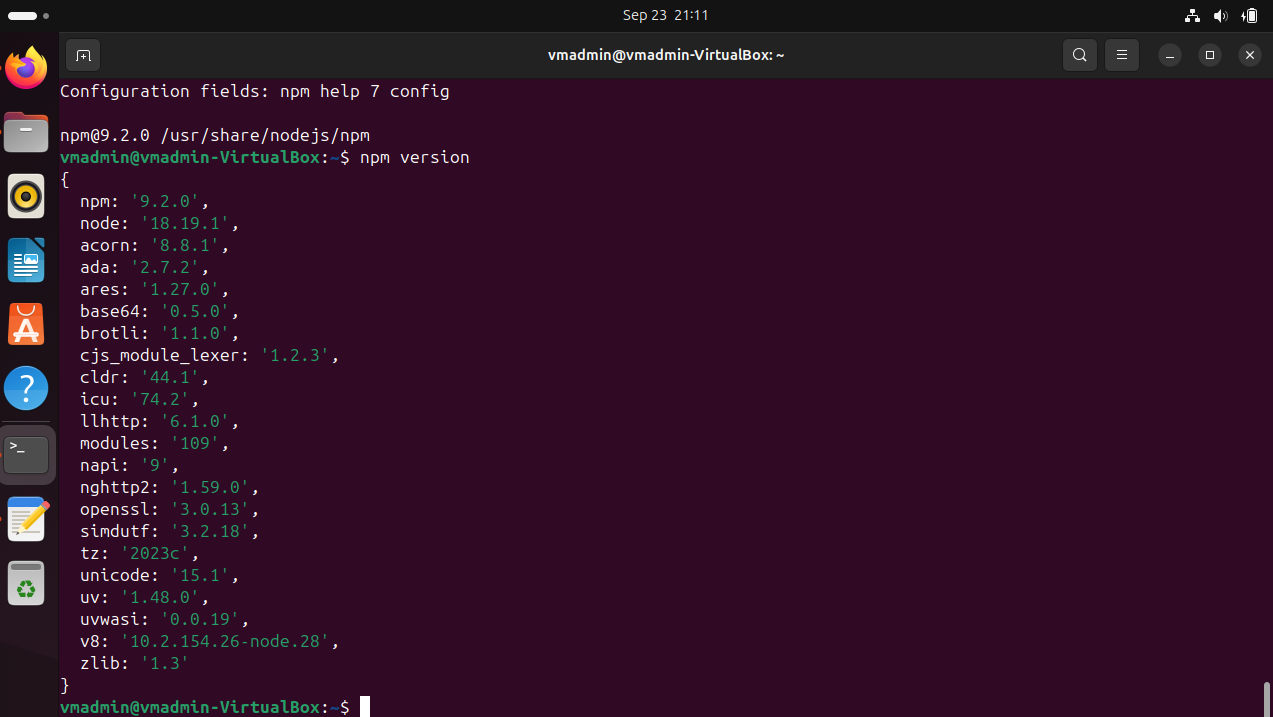 Sep 23 21:11
vmadmin@vmadmin-VirtualBox: ~
Configuration fields: npm help 7 config
npm@9.2.0 /usr/share/nodejs/npm
vmadmin@vmadmin-VirtualBox:~$ npm version
{
  npm: '9.2.0',
  node: '18.19.1',
  acorn: '8.8.1',
  ada: '2.7.2',
  ares: '1.27.0',
  base64: '0.5.0',
  brotli: '1.1.0',
  cjs_module_lexer: '1.2.3',
  cldr: '44.1',
  icu: '74.2',
  llhttp: '6.1.0',
  modules: '109',
  napi: '9',
  nghttp2: '1.59.0',
  openssl: '3.0.13',
  simdutf: '3.2.18',
  tz: '2023c',
  unicode: '15.1',
  uv: '1.48.0',
  uvwasi: '0.0.19',
  v8: '10.2.154.26-node.28',
  zlib: '1.3'
}
vmadmin@vmadmin-VirtualBox:~$